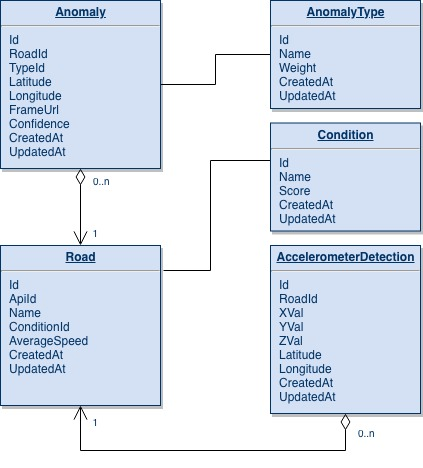 Anomaly
Id
RoadId
TypeId
Latitude
Longitude
FrameUrl
Confidence
CreatedAt
UpdatedAt
AnomalyType
Id
Name
Weight
CreatedAt
UpdatedAt
Condition
Id
Name
Score
CreatedAt
UpdatedAt
0..n
1
Road
Id
ApiId
Name
ConditionId
AverageSpeed
CreatedAt
UpdatedAt
AccelerometerDetection
Id
RoadId
XVal
YVal
ZVal
Latitude
Longitude
CreatedAt
UpdatedAt
1
0..n